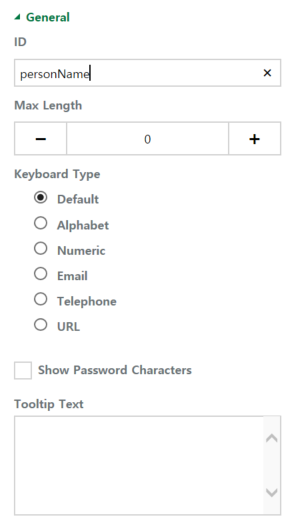 General
ID
personName
Max Length
0
Keyboard Type
Default
Alphabet
Numeric
Email
Telephone
URL
Show Password Characters
Tooltip Text